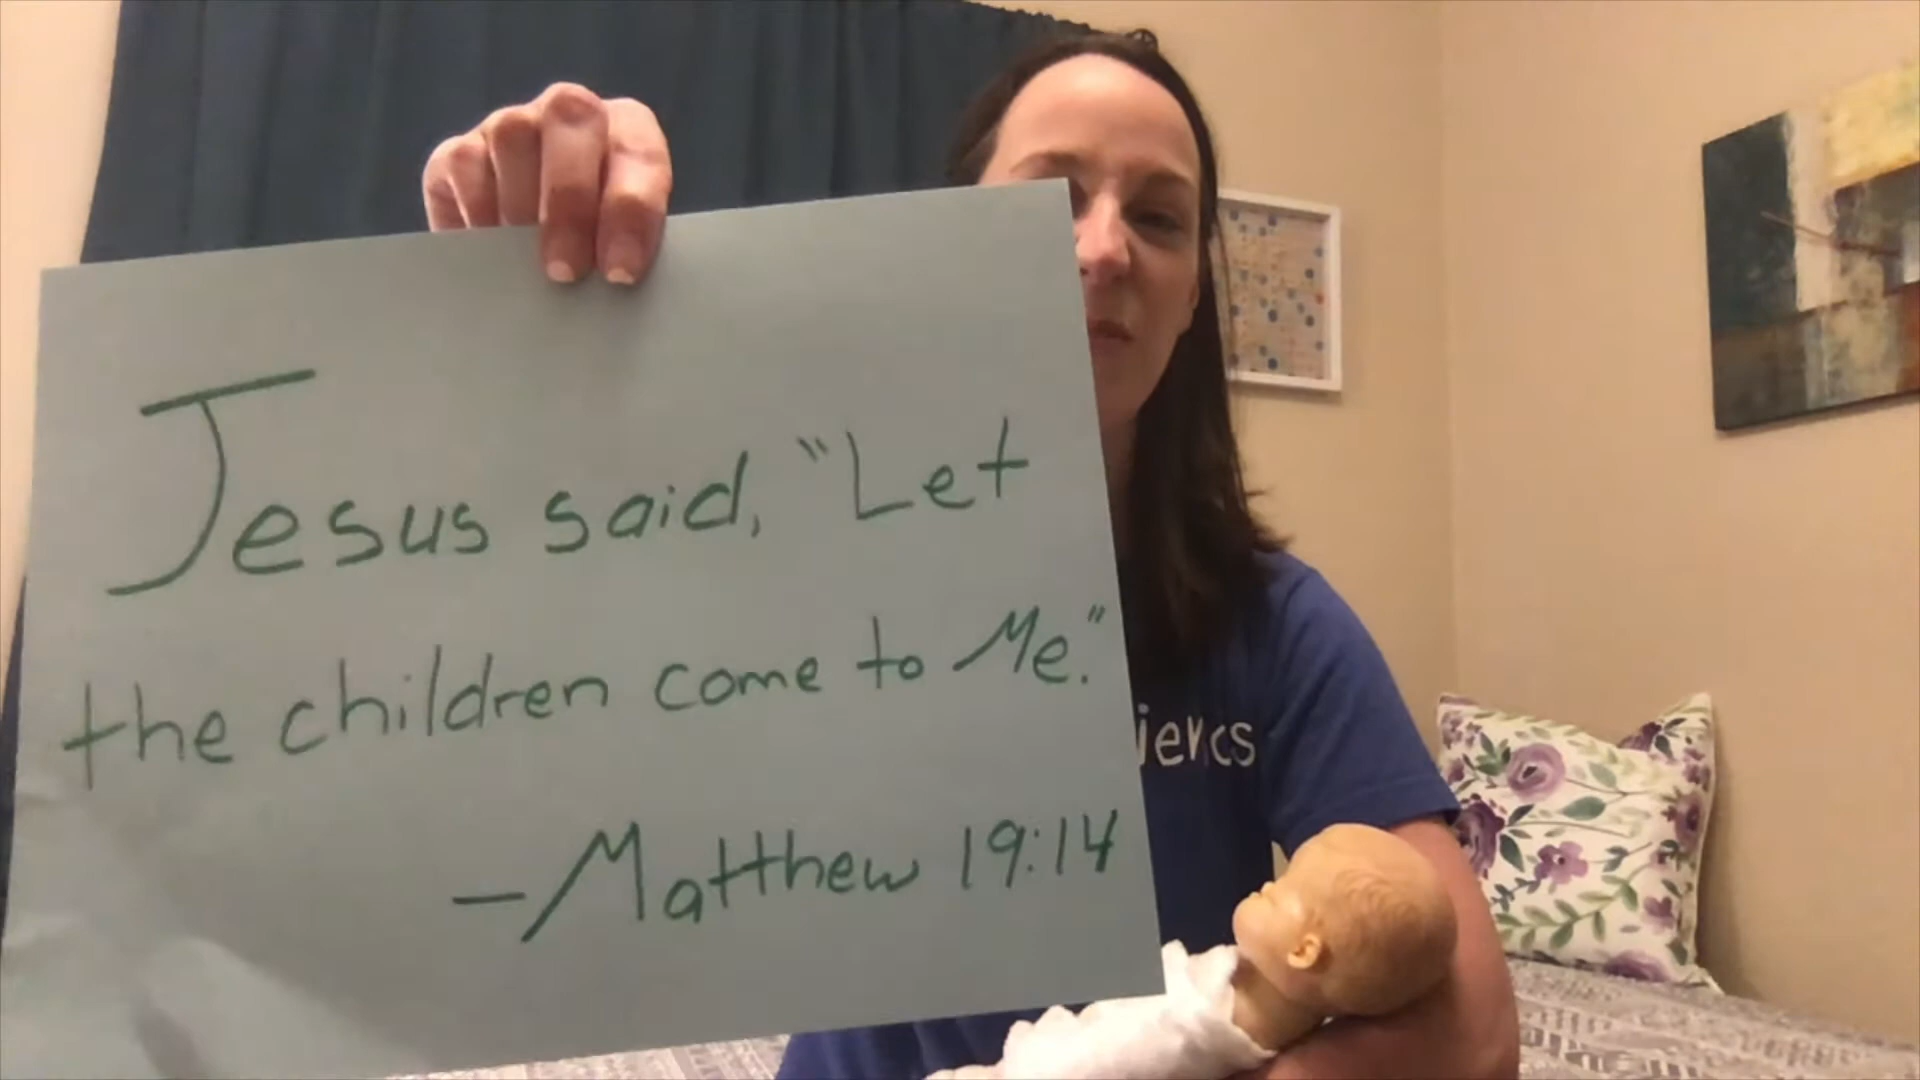 Jesus said, "Let
the children come to Me."
-Matthew 19:14